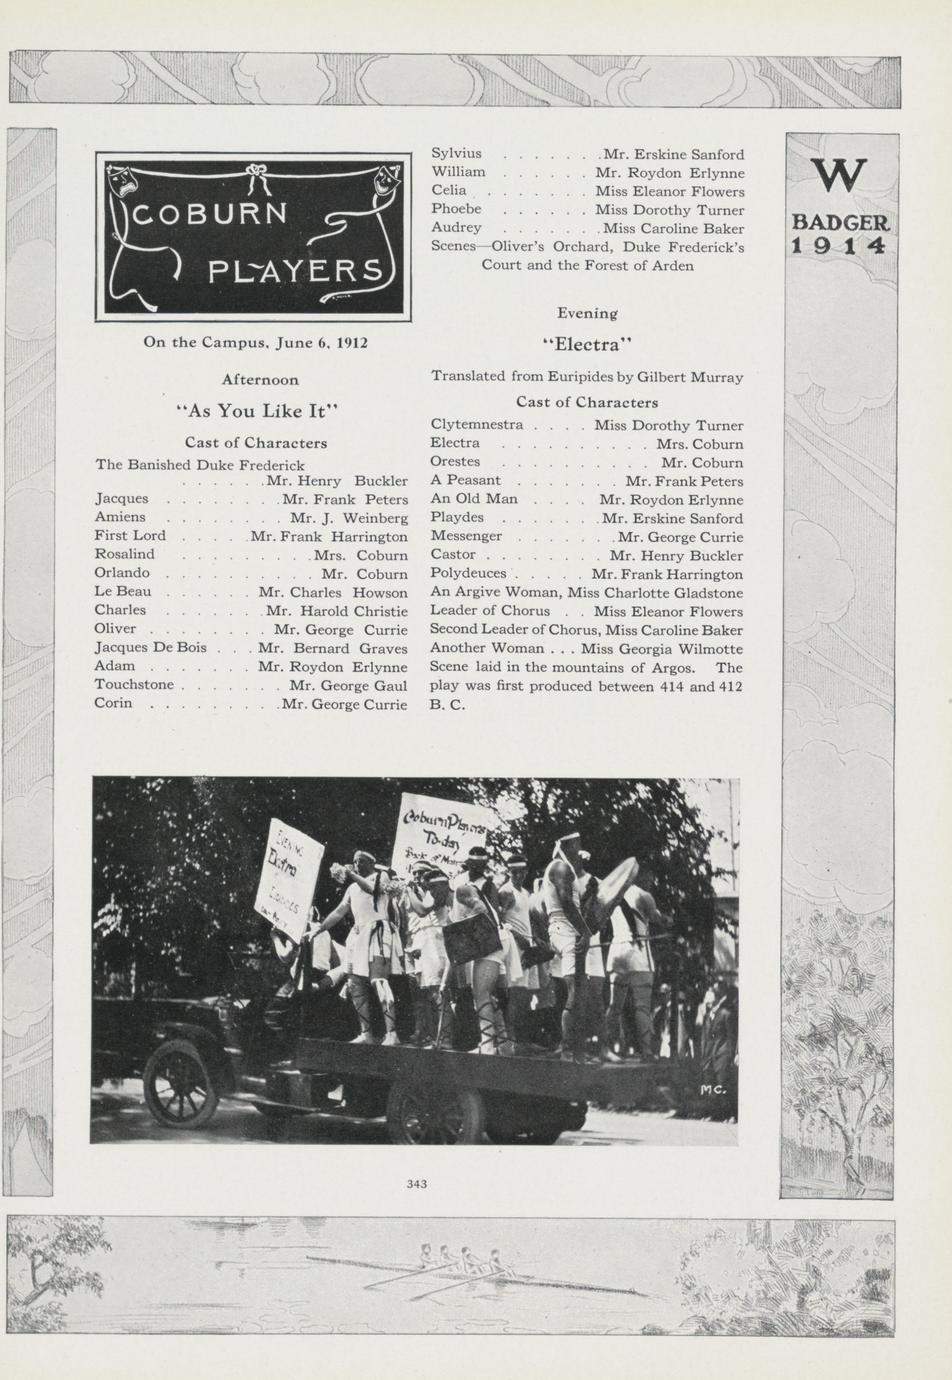 COBURN
PLAYERS
On the Campus, June 6, 1912
Afternoon
"As You Like It"
Cast of Characters
The Banished Duke Frederick
. . . . . .Mr. Henry Buckler
Jacques . . . . . . . .Mr. Frank Peters
Amiens . . . . . . . . Mr. J. Weinberg
First Lord . . . . .Mr. Frank Harrington
Rosalind . . . . . . . . .Mrs. Coburn
Orlando . . . . . . . . . . Mr. Coburn
Le Beau . . . . . . Mr. Charles Howson
Charles . . . . . . .Mr. Harold Christie
Oliver . . . . . . . . Mr. George Currie
Jacques De Bois . . . Mr. Bernard Graves
Adam . . . . . . . Mr. Roydon Erlynne
Touchstone . . . . . . . Mr. George Gaul
Corin . . . . . . . . .Mr. George Currie
Sylvius . . . . . . .Mr. Erskine Sanford
William . . . . . . Mr. Roydon Erlynne
Celia . . . . . . . Miss Eleanor Flowers
Phoebe . . . . . . Miss Dorothy Turner
Audrey . . . . . . .Miss Caroline Baker
Scenes—Oliver's Orchard, Duke Frederick's
Court and the Forest of Arden
Evening
"Electra"
Translated from Euripides by Gilbert Murray
Cast of Characters
Clytemnestra . . . . Miss Dorothy Turner
Electra . . . . . . . . . . Mrs. Coburn
Orestes . . . . . . . . . . Mr. Coburn
A Peasant . . . . . . . Mr. Frank Peters
An Old Man . . . . Mr. Roydon Erlynne
Playdes . . . . . . .Mr. Erskine Sanford
Messenger . . . . . . .Mr. George Currie
Castor . . . . . . . . Mr. Henry Buckler
Polydeuces . . . . . Mr. Frank Harrington
An Argive Woman, Miss Charlotte Gladstone
Leader of Chorus . . Miss Eleanor Flowers
Second Leader of Chorus, Miss Caroline Baker
Another Woman . . . Miss Georgia Wilmotte
Scene laid in the mountains of Argos. The
play was first produced between 414 and 412
B. C.
W
BADGER
1914
EVENING
Coburn Players
To-day
Back of
MC.
343